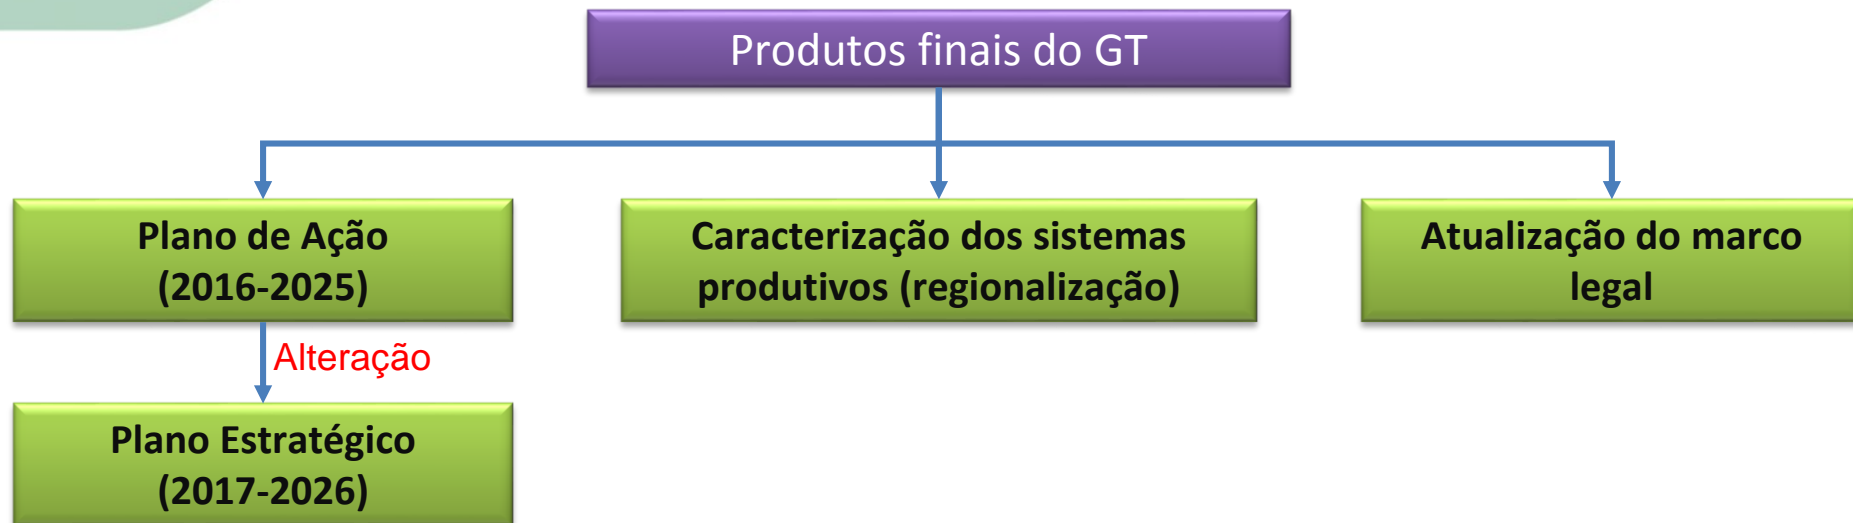 Produtos finais do GT
Plano de Ação
(2016-2025)
Caracterização dos sistemas
produtivos (regionalização)
Atualização do marco
legal
Alteração
Plano Estratégico
(2017-2026)